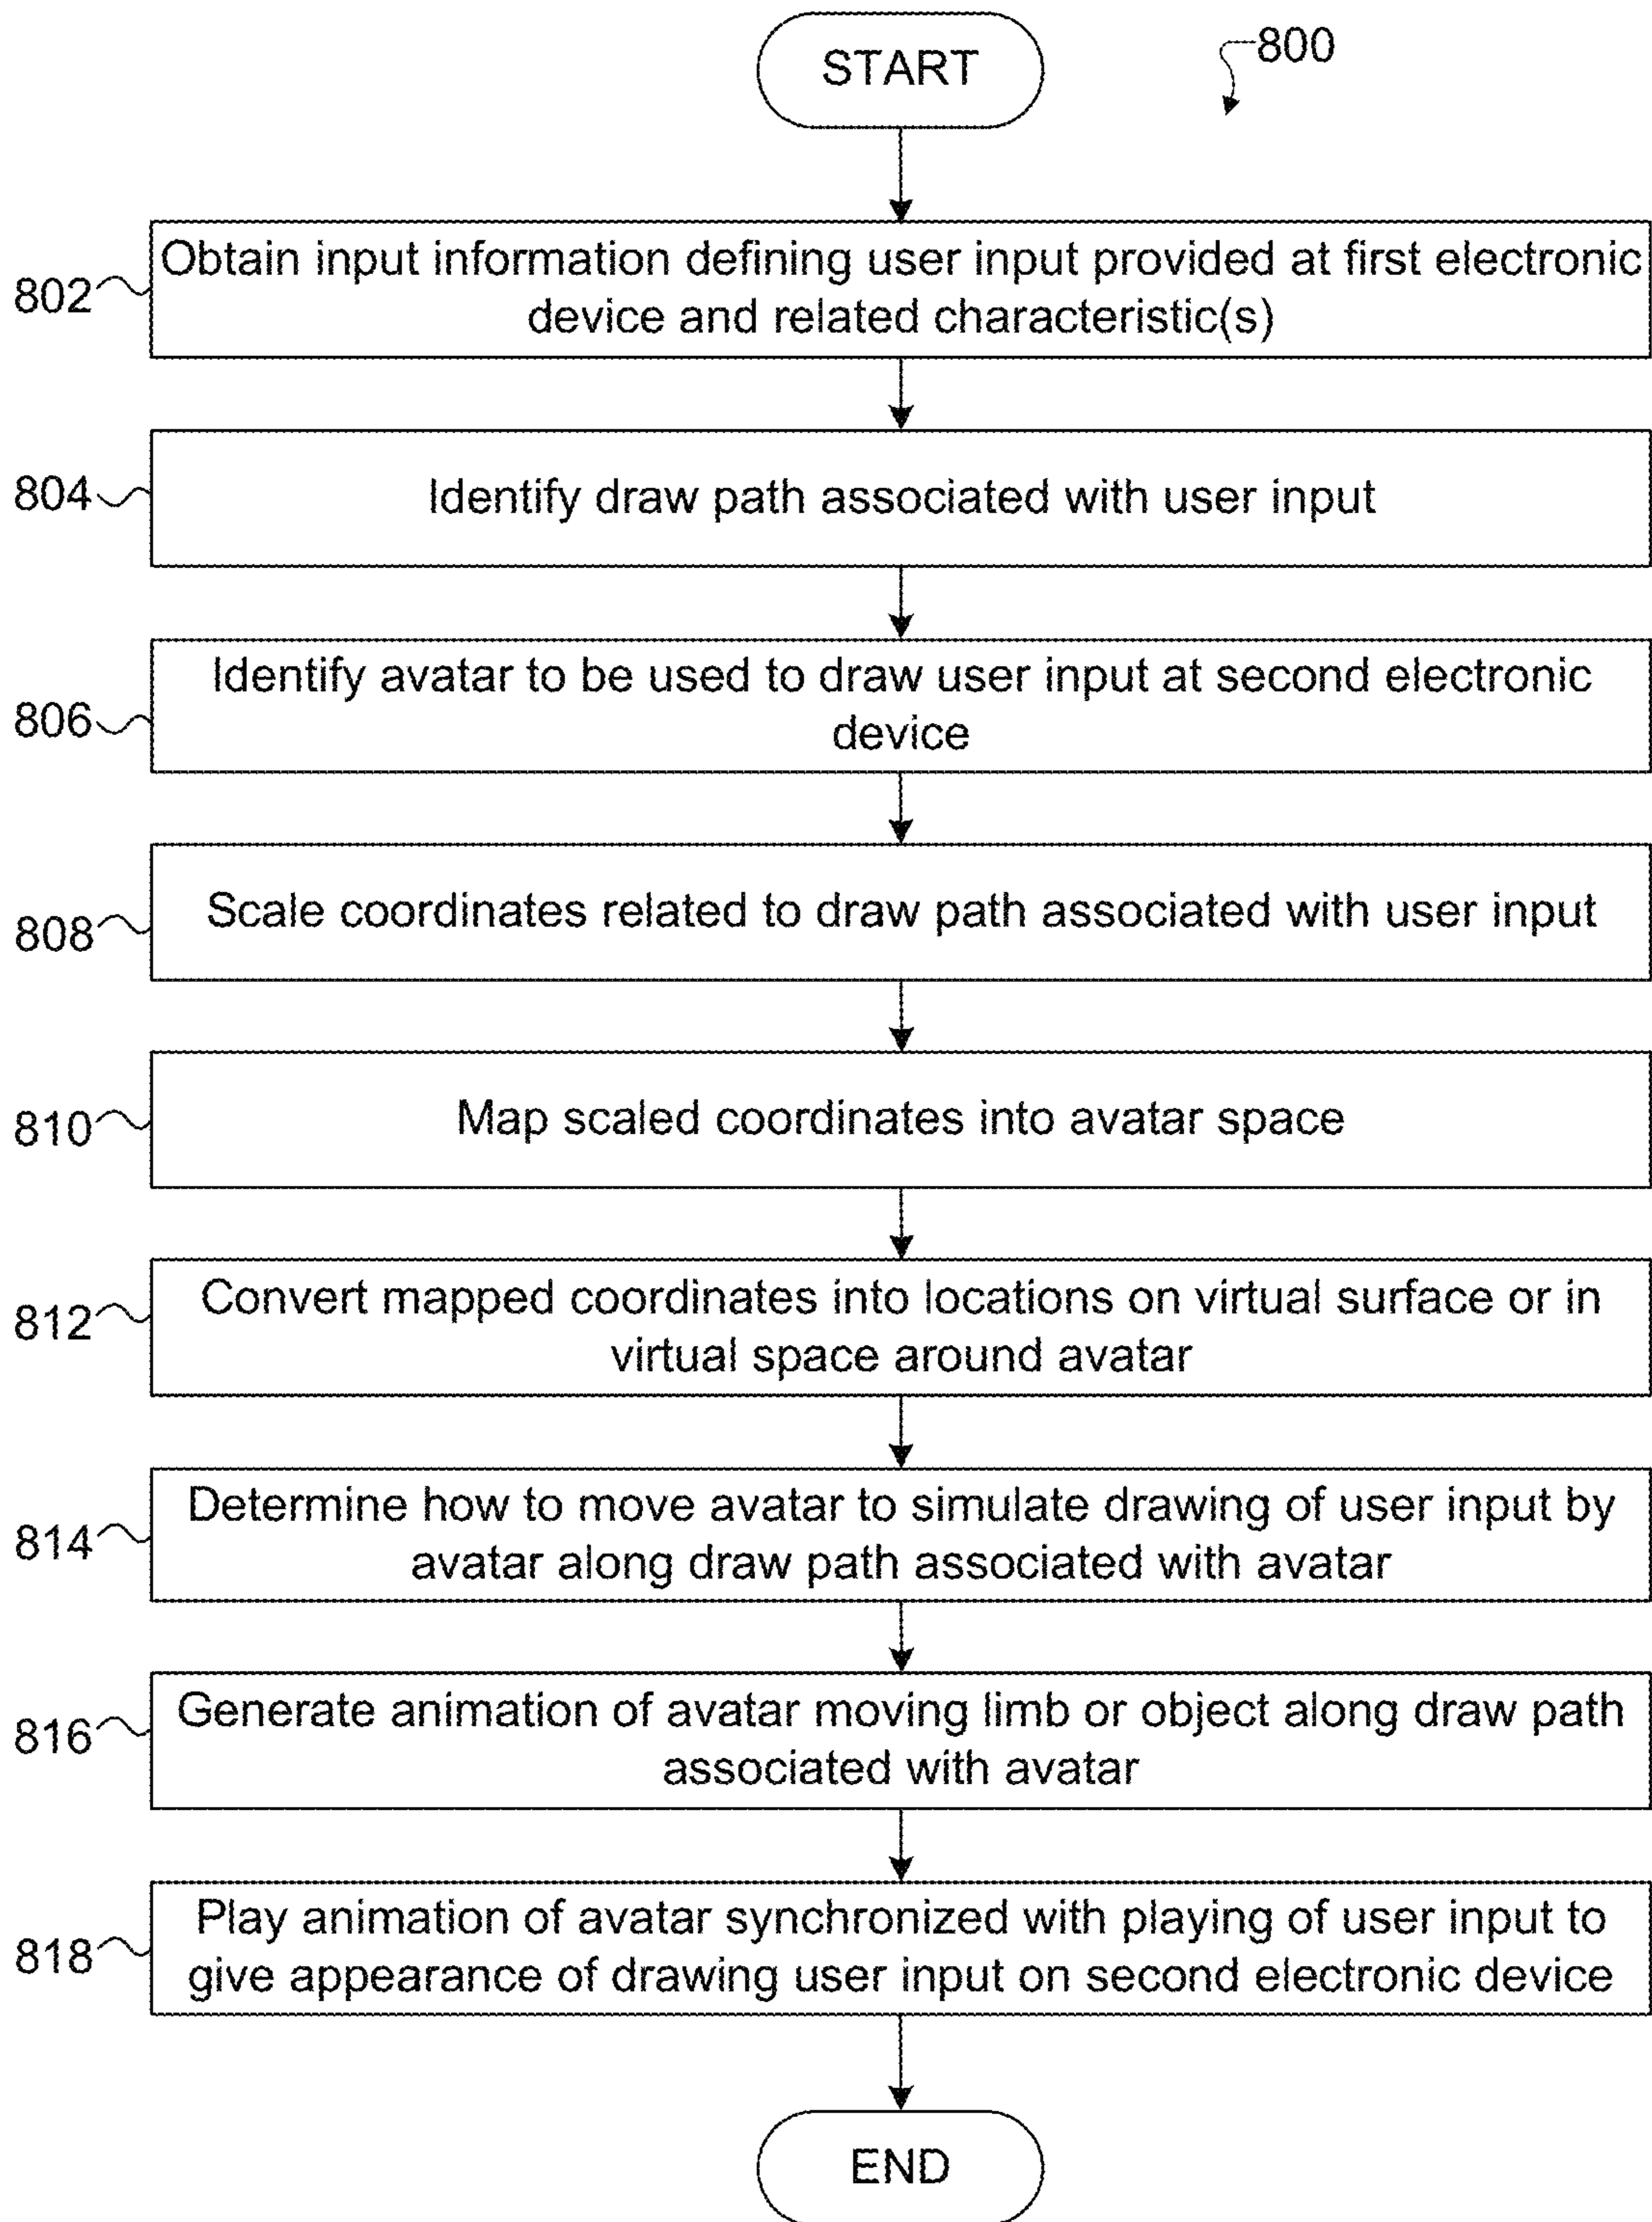 START
800
802
Obtain input information defining user input provided at first electronic
device and related characteristic(s)
804
Identify draw path associated with user input
806
Identify avatar to be used to draw user input at second electronic
device
808
Scale coordinates related to draw path associated with user input
810
Map scaled coordinates into avatar space
812
Convert mapped coordinates into locations on virtual surface or in
virtual space around avatar
814
Determine how to move avatar to simulate drawing of user input by
avatar along draw path associated with avatar
816
Generate animation of avatar moving limb or object along draw path
associated with avatar
818
Play animation of avatar synchronized with playing of user input to
give appearance of drawing user input on second electronic device
END